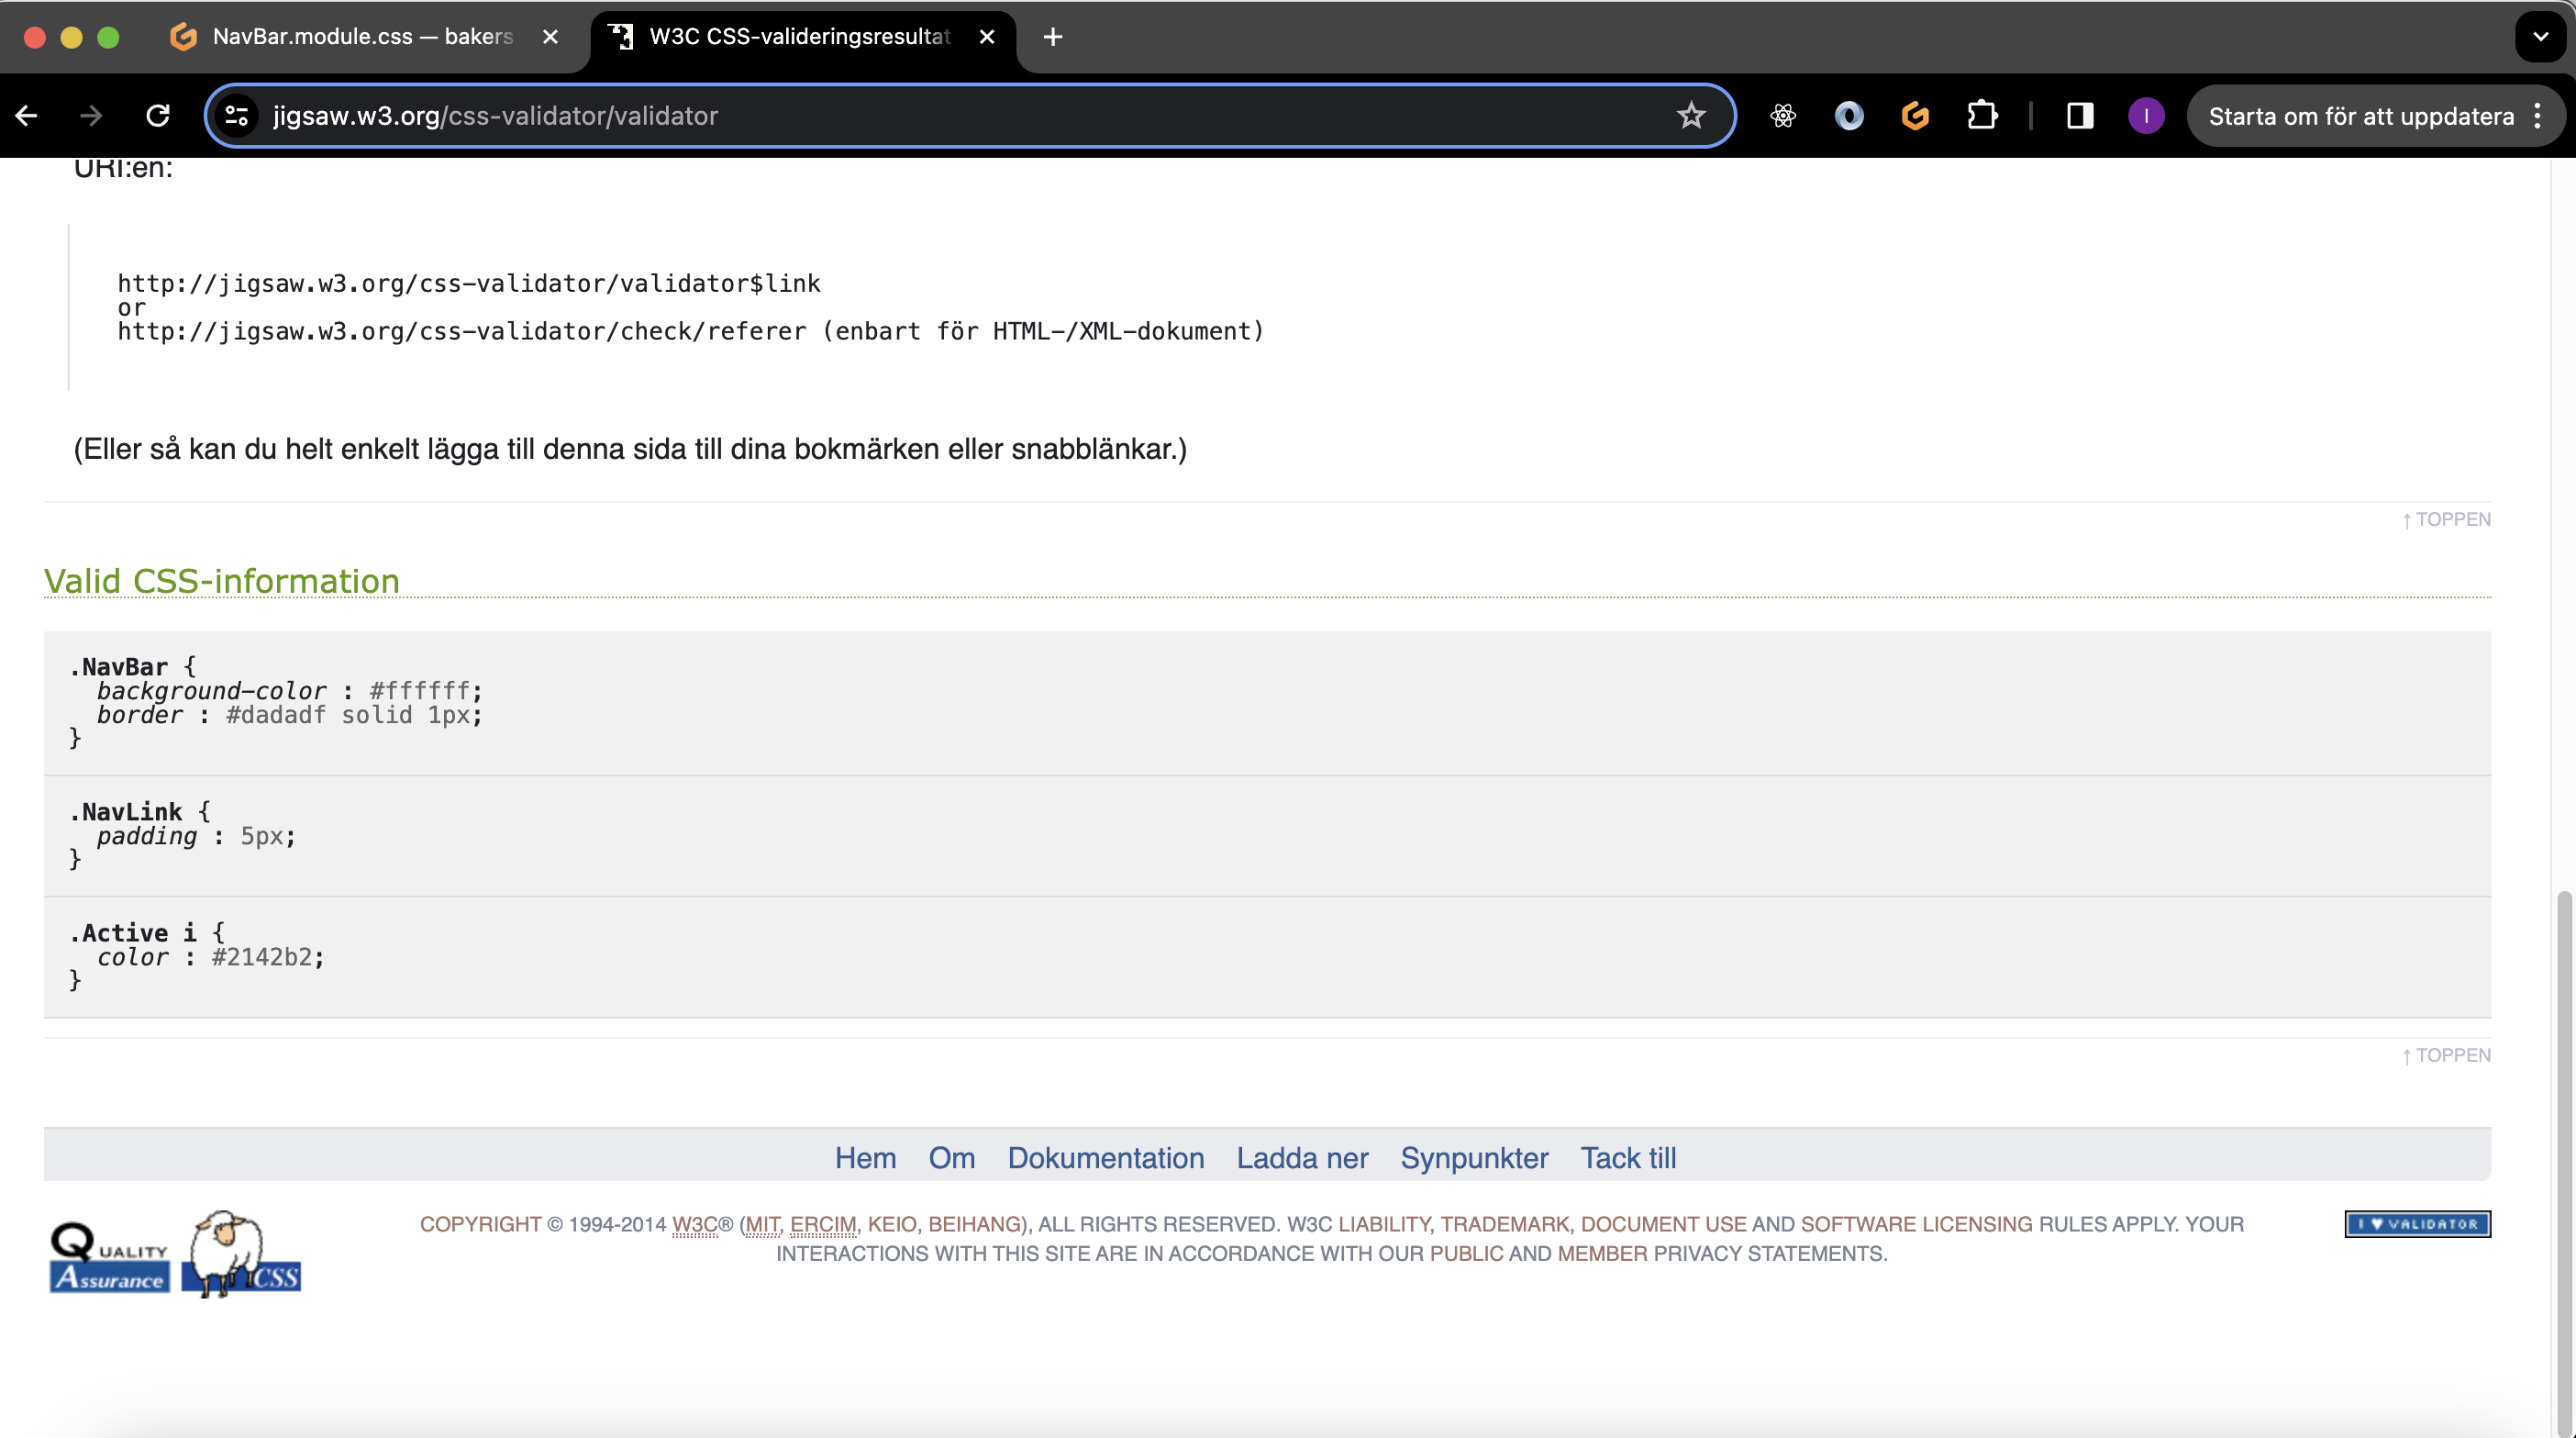 NavBar.module.css — bakers
W3C CSS-valideringsresultat
jigsaw.w3.org/css-validator/validator
I
Starta om för att uppdatera
URI:en:
http://jigsaw.w3.org/css-validator/validator$link
or
http://jigsaw.w3.org/css-validator/check/referer (enbart för HTML-/XML-dokument)
(Eller så kan du helt enkelt lägga till denna sida till dina bokmärken eller snabblänkar.)
↑ TOPPEN
Valid CSS-information
.NavBar {
background-color : #ffffff;
border : #dadadf solid 1px;
}
.NavLink {
padding : 5px;
}
.Active i {
color : #2142b2;
}
↑ TOPPEN
Hem Om Dokumentation Ladda ner Synpunkter Tack till
QUALITY
Assurance
CSS
COPYRIGHT © 1994-2014 W3C® (MIT, ERCIM, KEIO, BEIHANG), ALL RIGHTS RESERVED. W3C LIABILITY, TRADEMARK, DOCUMENT USE AND SOFTWARE LICENSING RULES APPLY. YOUR
INTERACTIONS WITH THIS SITE ARE IN ACCORDANCE WITH OUR PUBLIC AND MEMBER PRIVACY STATEMENTS.
I ♥ VALIDATOR